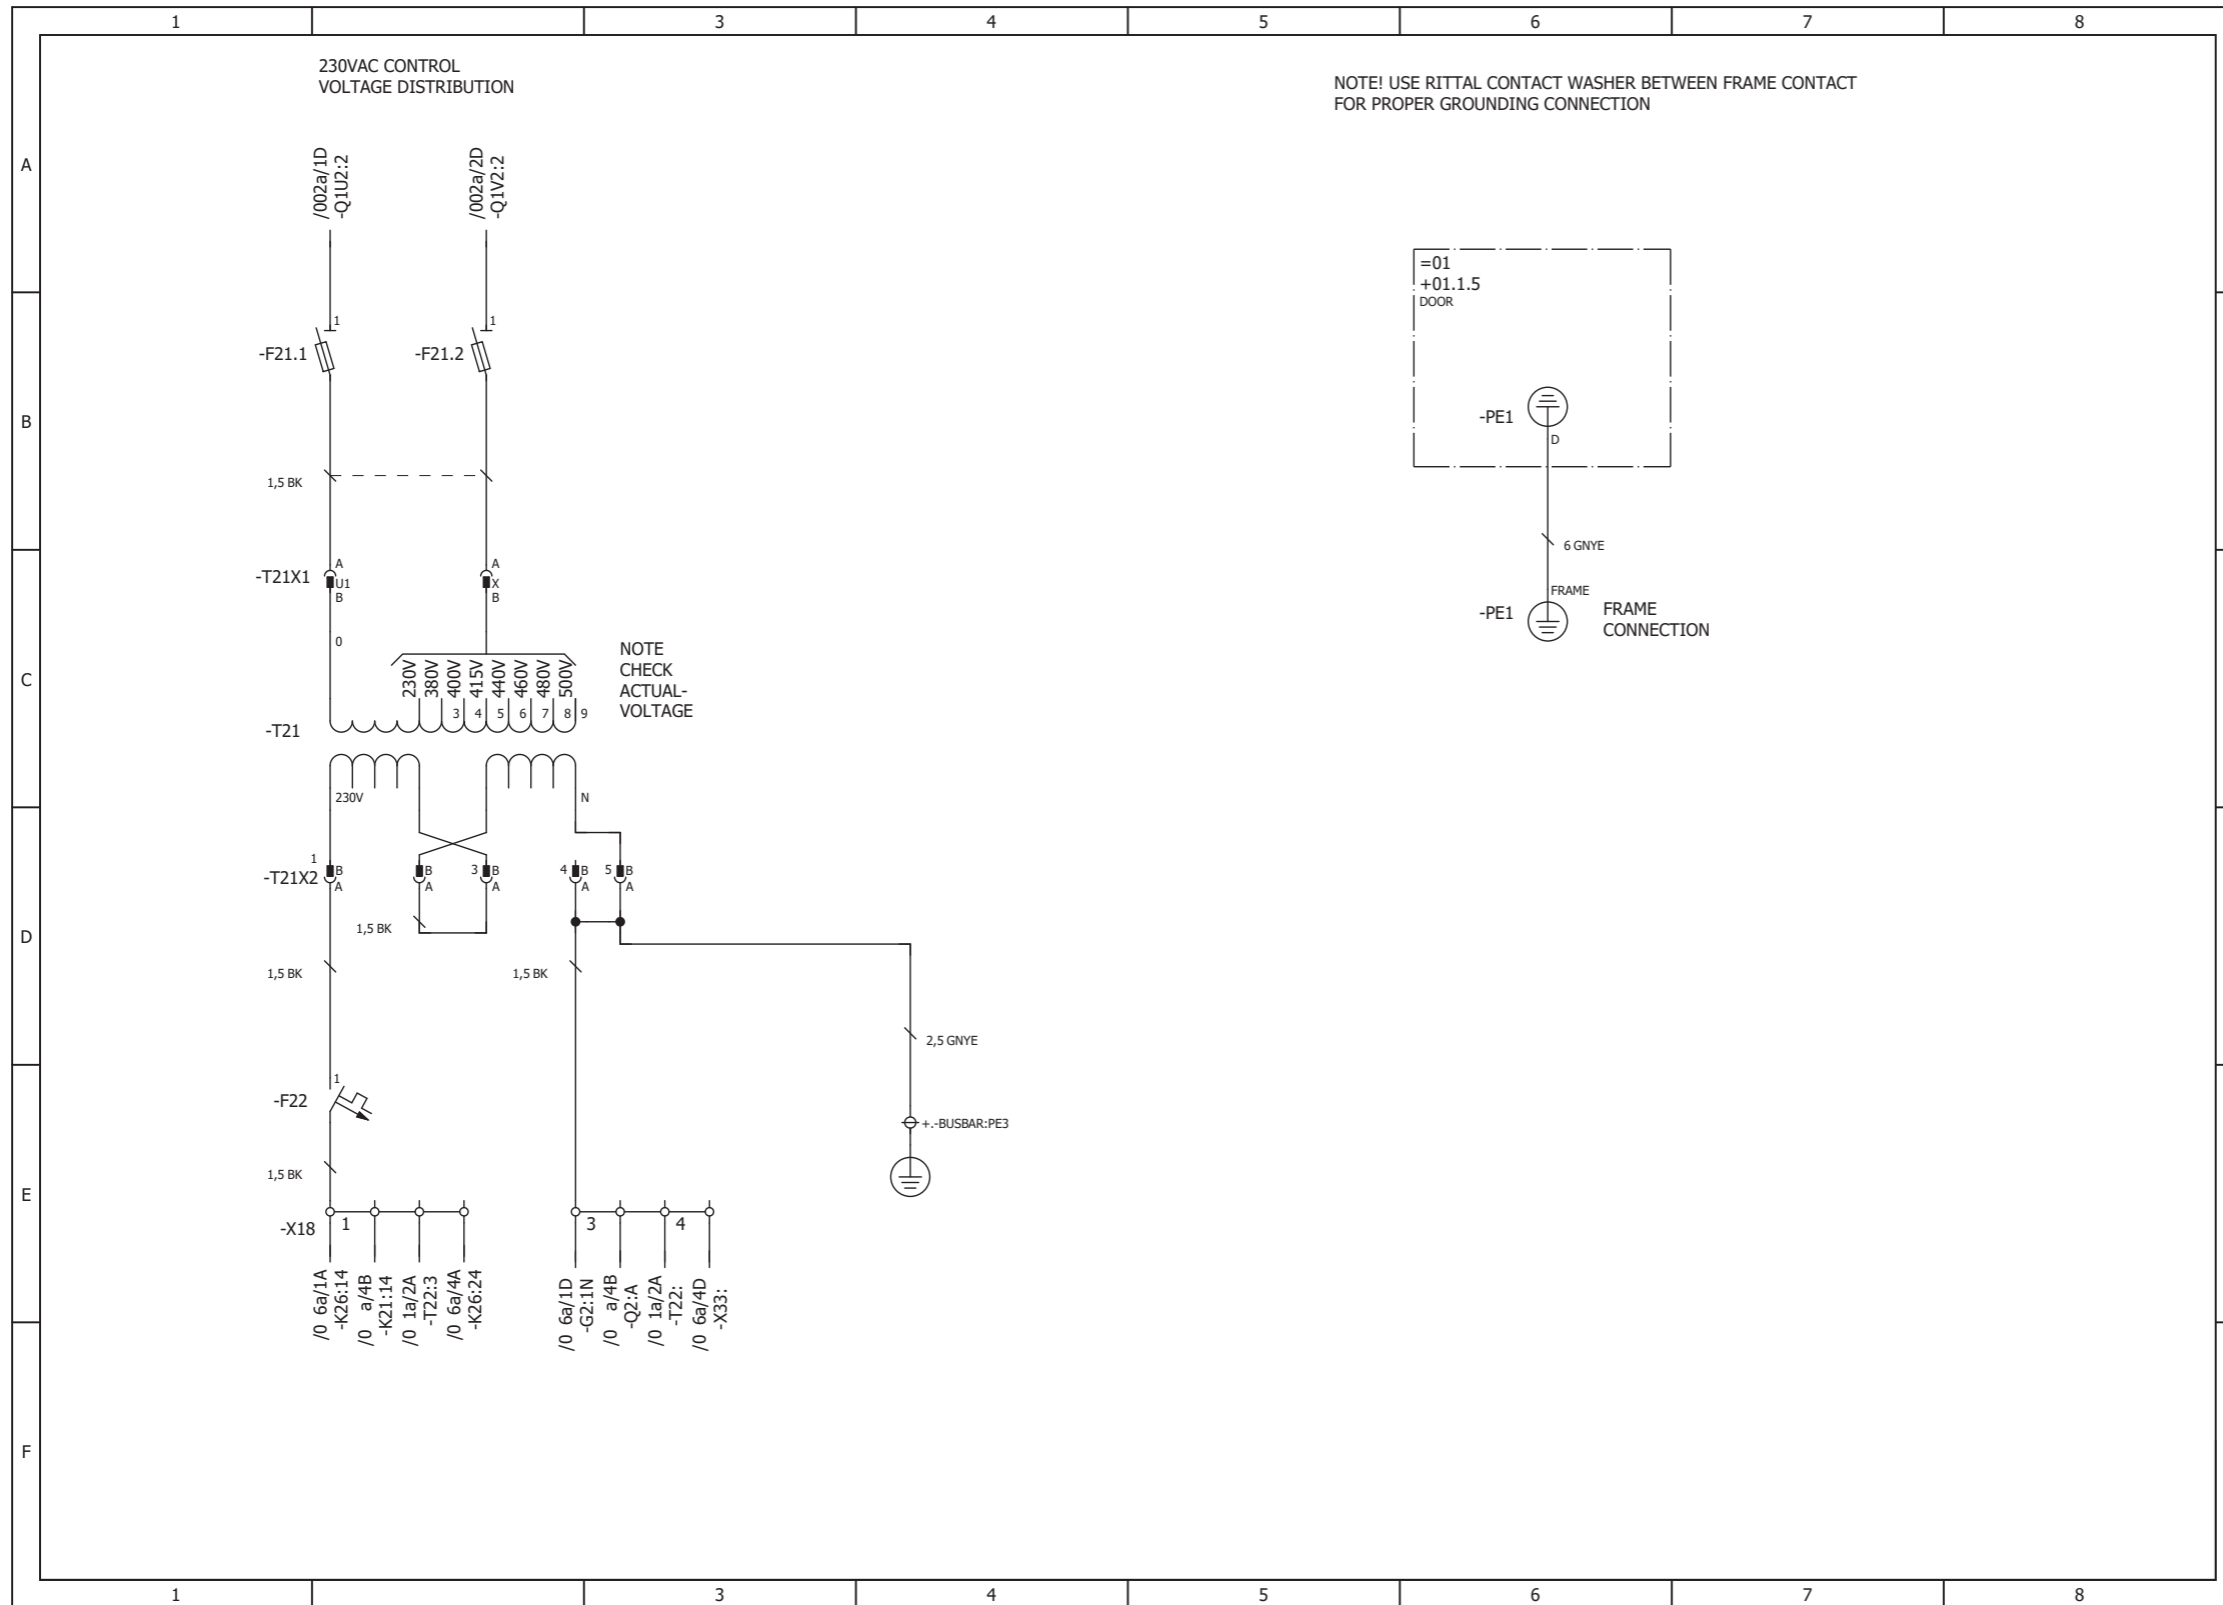 1
3
4
5
6
7
8
230VAC CONTROL
VOLTAGE DISTRIBUTION
NOTE! USE RITTAL CONTACT WASHER BETWEEN FRAME CONTACT
FOR PROPER GROUNDING CONNECTION
A
/002a/1D
-Q1U2:2
/002a/2D
-Q1V2:2
=01
+01.1.5
DOOR
1
1
-F21.1
-F21.2
B
-PE1
D
1,5 BK
6 GNYE
A
A
-T21X1
U1
X
B
B
FRAME
-PE1
FRAME
CONNECTION
0
C
230V
380V
400V
415V
440V
460V
480V
500V
NOTE
CHECK
ACTUAL-
VOLTAGE
3
4
5
6
7
8
9
-T21
230V
N
1
-T21X2
B
A
B
A
3
B
A
4
B
A
5
B
A
1,5 BK
D
1,5 BK
1,5 BK
2,5 GNYE
1
-F22
+.-BUSBAR:PE3
1,5 BK
E
-X18
1
3
4
/0 6a/1A
-K26:14
/0 a/4B
-K21:14
/0 1a/2A
-T22:3
/0 6a/4A
-K26:24
/0 6a/1D
-G2:1N
/0 a/4B
-Q2:A
/0 1a/2A
-T22:
/0 6a/4D
-X33:
F
1
3
4
5
6
7
8